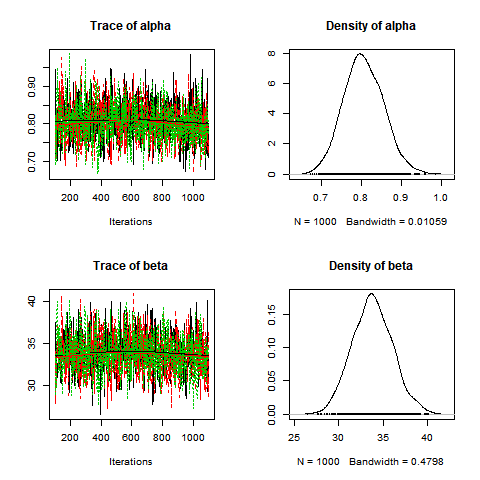 Trace of alpha
0.70 0.80 0.90
200 400 600 800 1000
Iterations
Density of alpha
0 2 4 6 8
0.7 0.8 0.9 1.0
N = 1000 Bandwidth = 0.01059
Trace of beta
30 35 40
200 400 600 800 1000
Iterations
Density of beta
0.00 0.05 0.10 0.15
25 30 35 40
N = 1000 Bandwidth = 0.4798